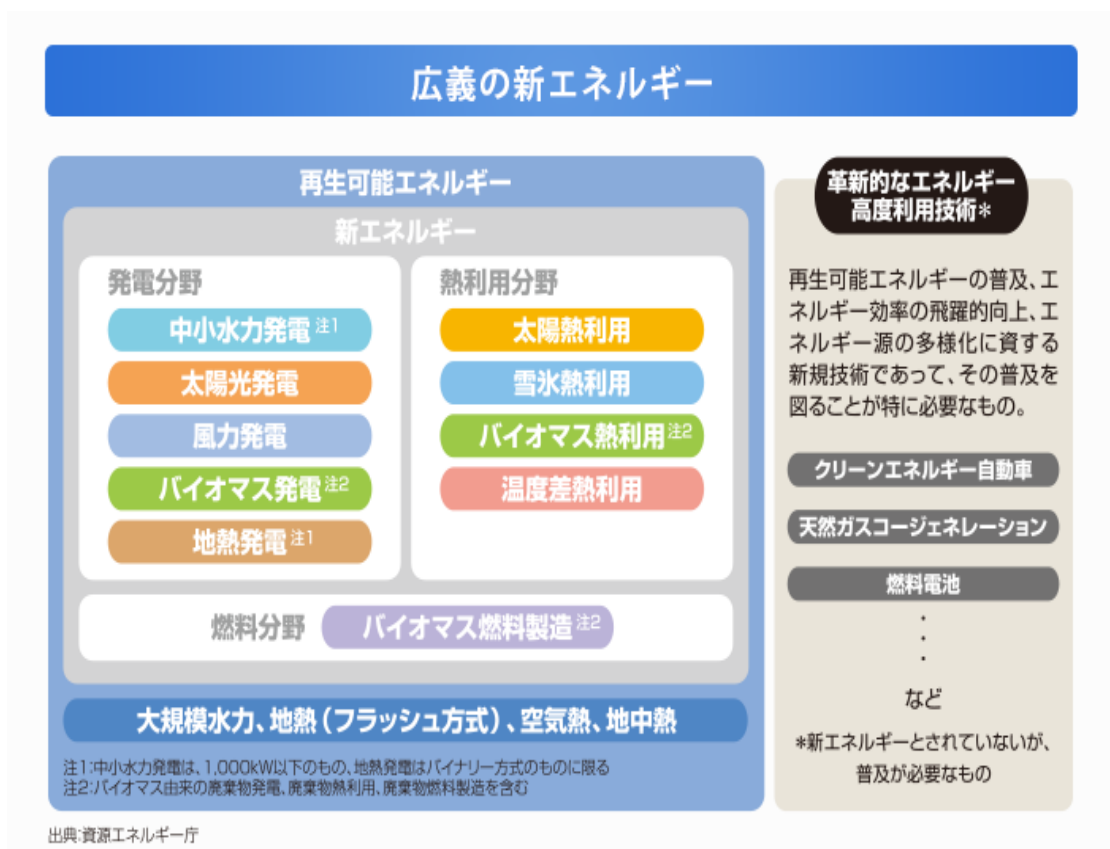 広義の新エネルギー
再生可能エネルギー
新エネルギー
発電分野
中小水力発電 注1
太陽光発電
風力発電
バイオマス発電 注2
地熱発電 注1
熱利用分野
太陽熱利用
雪氷熱利用
バイオマス熱利用 注2
温度差熱利用
燃料分野
バイオマス燃料製造 注2
大規模水力、地熱(フラッシュ方式)、空気熱、地中熱
注1:中小水力発電は、1,000kW以下のもの、地熱発電はバイナリー方式のものに限る
注2:バイオマス由来の廃棄物発電、廃棄物熱利用、廃棄物燃料製造を含む
革新的なエネルギー
高度利用技術*
再生可能エネルギーの普及、エ
ネルギー効率の飛躍的向上、エ
ネルギー源の多様化に資する
新規技術であって、その普及を
図ることが特に必要なもの。
クリーンエネルギー自動車
天然ガスコージェネレーション
燃料電池
・
・
・
など
*新エネルギーとされていないが、
普及が必要なもの
出典:資源エネルギー庁